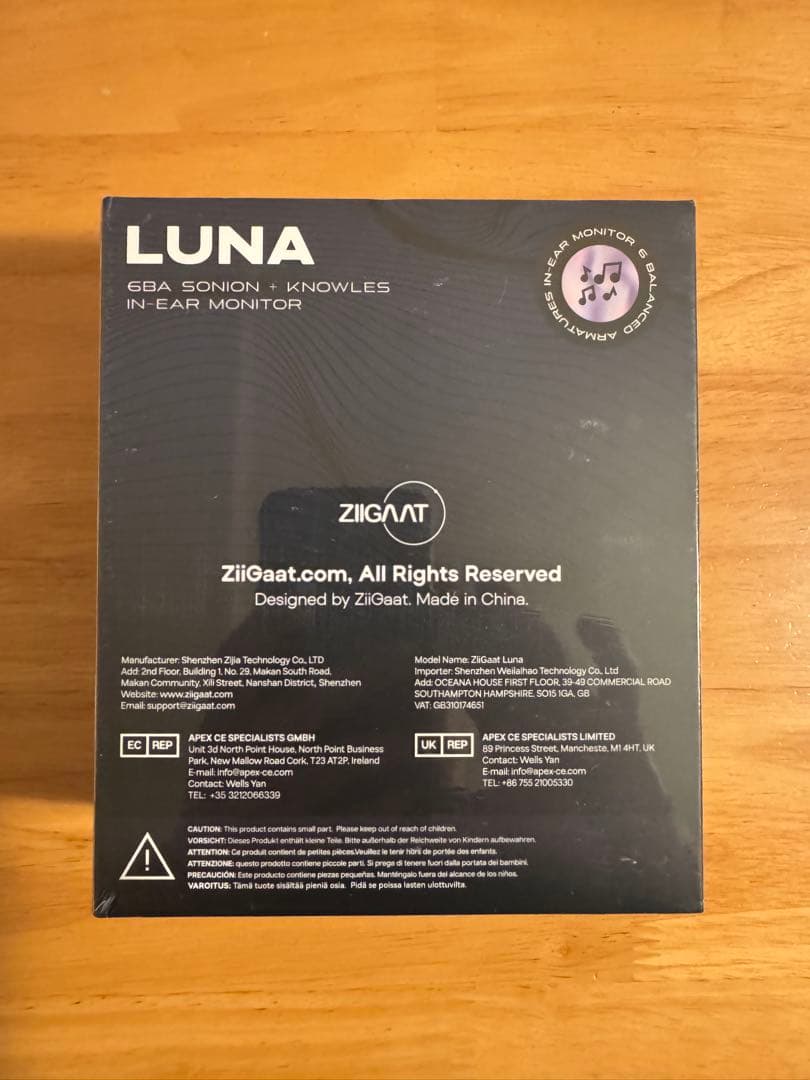 LUNA
6BA SONION + KNOWLES
IN-EAR MONITOR
IN-EAR MONITOR 6 BALANCED ARMATURES
ZIIGAAT
ZiiGaat.com, All Rights Reserved
Designed by ZiiGaat. Made in China.
Manufacturer: Shenzhen Zijia Technology Co., LTD
Add: 2nd Floor, Building 1, No. 29, Makan South Road,
Makan Community, Xili Street, Nanshan District, Shenzhen
Website: www.ziigaat.com
Email: support@ziigaat.com
Model Name: ZiiGaat Luna
Importer: Shenzhen Weilaihao Technology Co., Ltd
Add: OCEANA HOUSE FIRST FLOOR, 39-49 COMMERCIAL ROAD
SOUTHAMPTON HAMPSHIRE, SO15 1GA, GB
VAT: GB310174651
EC REP
APEX CE SPECIALISTS GMBH
Unit 3d North Point House, North Point Business
Park, New Mallow Road Cork, T23 AT2P, Ireland
E-mail: info@apex-ce.com
Contact: Wells Yan
TEL: +35 3212066339
UK REP
APEX CE SPECIALISTS LIMITED
89 Princess Street, Mancheste, M1 4HT, UK
Contact: Wells Yan
E-mail: info@apex-ce.com
TEL: +86 755 21005330
CAUTION: This product contains small part. Please keep out of reach of children.
VORSICHT: Dieses Produkt enthält kleine Teile. Bitte außerhalb der Reichweite von Kindern aufbewahren.
ATTENTION: Ce produit contient de petites pièces.Veuillez le tenir hors de portée des enfants.
ATTENZIONE: questo prodotto contiene piccole parti. Si prega di tenere fuori dalla portata dei bambini.
PRECAUCIÓN: Este producto contiene piezas pequeñas. Manténgalo fuera del alcance de los niños.
VAROITUS: Tämä tuote sisältää pieniä osia. Pidä se poissa lasten ulottuvilta.